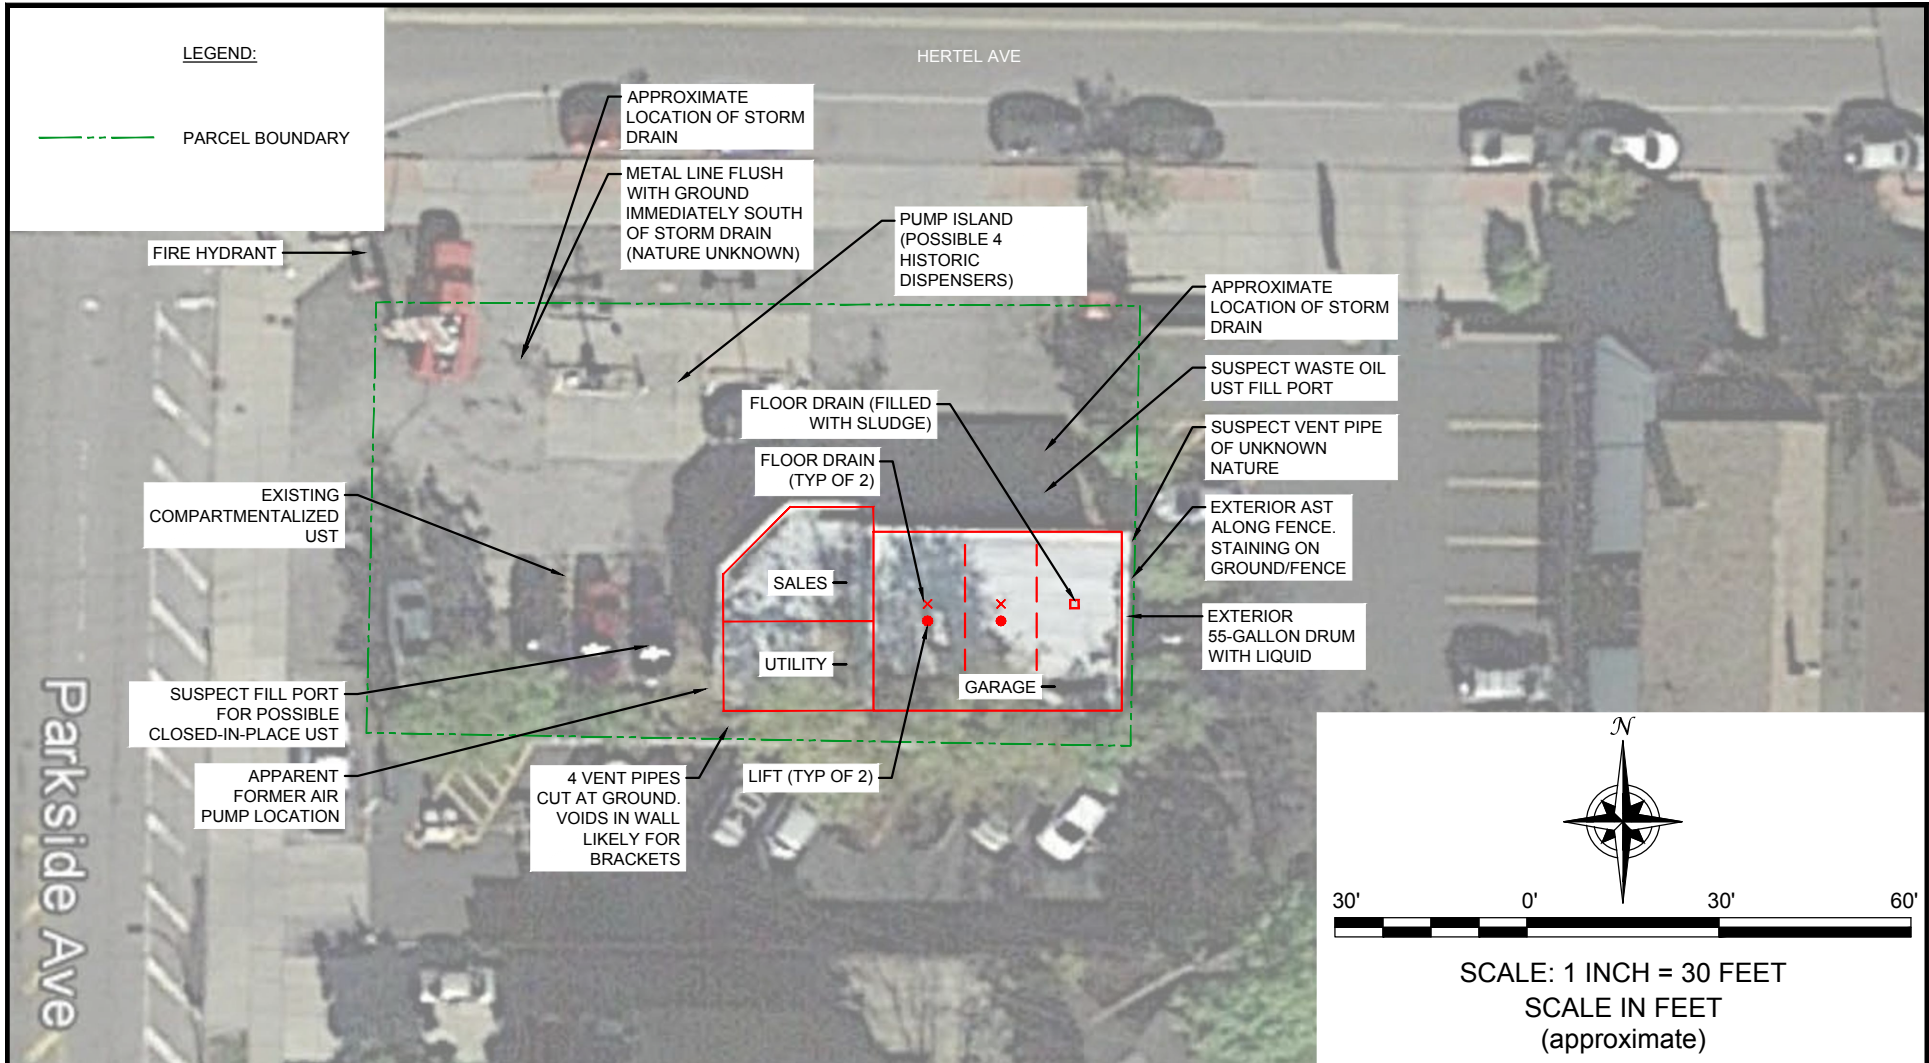 LEGEND:
PARCEL BOUNDARY
HERTEL AVE
APPROXIMATE
LOCATION OF STORM
DRAIN
METAL LINE FLUSH
WITH GROUND
IMMEDIATELY SOUTH
OF STORM DRAIN
(NATURE UNKNOWN)
PUMP ISLAND
(POSSIBLE 4
HISTORIC
DISPENSERS)
FIRE HYDRANT
APPROXIMATE
LOCATION OF STORM
DRAIN
SUSPECT WASTE OIL
UST FILL PORT
FLOOR DRAIN (FILLED
WITH SLUDGE)
SUSPECT VENT PIPE
OF UNKNOWN
NATURE
FLOOR DRAIN
(TYP OF 2)
EXISTING
COMPARTMENTALIZED
UST
EXTERIOR AST
ALONG FENCE.
STAINING ON
GROUND/FENCE
SALES
EXTERIOR
55-GALLON DRUM
WITH LIQUID
UTILITY
GARAGE
SUSPECT FILL PORT
FOR POSSIBLE
CLOSED-IN-PLACE UST
APPARENT
FORMER AIR
PUMP LOCATION
4 VENT PIPES
CUT AT GROUND.
VOIDS IN WALL
LIKELY FOR
BRACKETS
LIFT (TYP OF 2)
Parkside Ave
N
30' 0' 30' 60'
SCALE: 1 INCH = 30 FEET
SCALE IN FEET
(approximate)